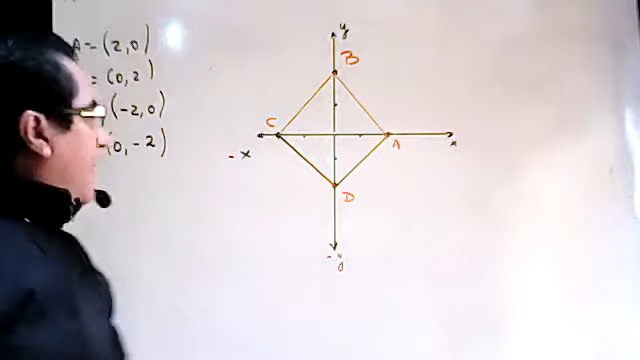 A - (2,0)
= (0,2)
(-2,0)
(0,-2)
y
B
C
A
- x
x
D
-y